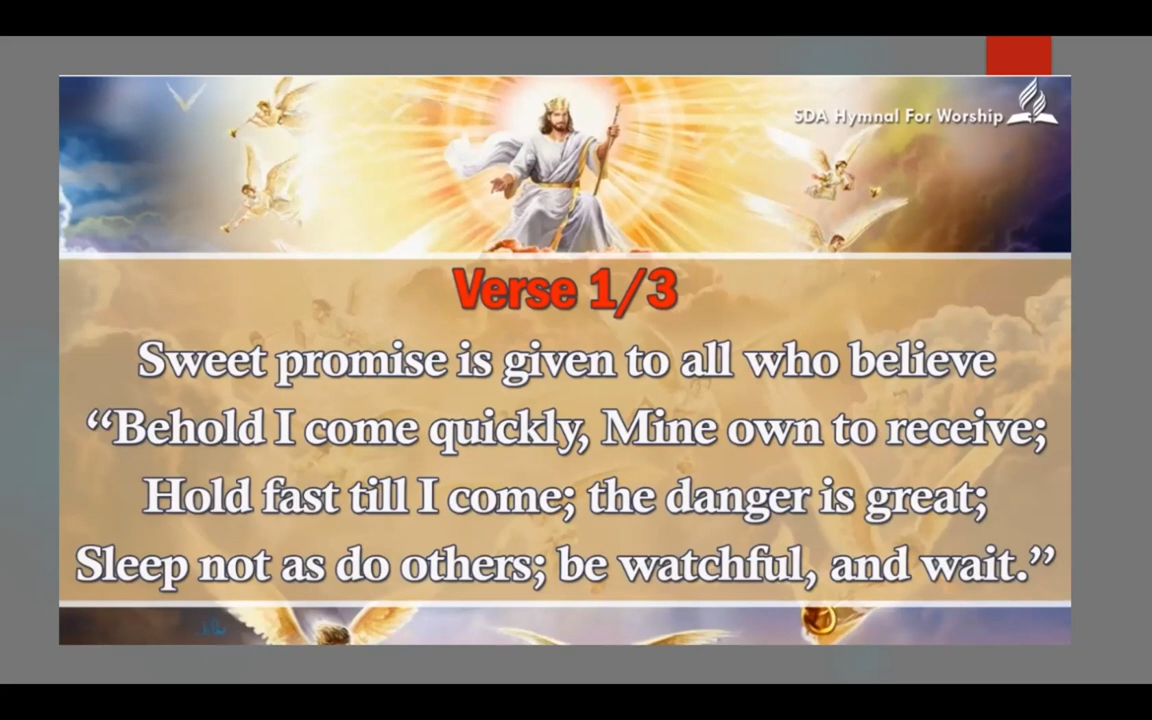 SDA Hymnal For Worship
Verse 1/3
Sweet promise is given to all who believe
“Behold I come quickly, Mine own to receive;
Hold fast till I come; the danger is great;
Sleep not as do others; be watchful, and wait.”